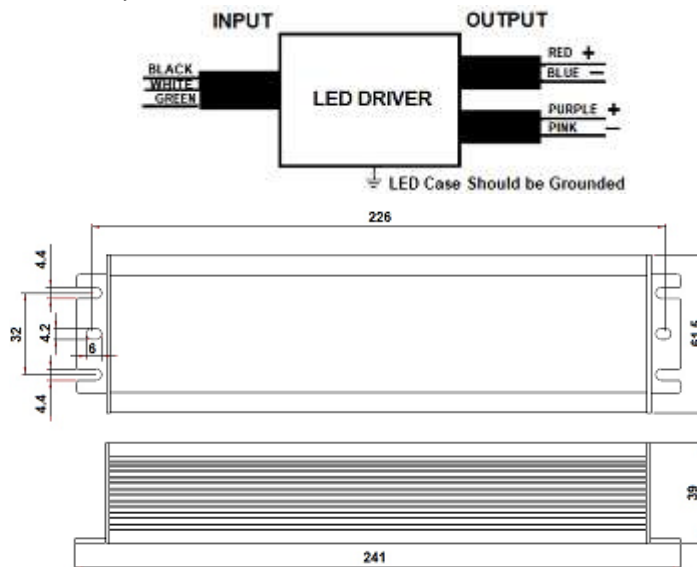 INPUT
OUTPUT
BLACK
WHITE
GREEN
LED DRIVER
RED +
BLUE −
PURPLE +
PINK −
LED Case Should be Grounded
226
4.4
32
4.2
6
4.4
61.5
39
241